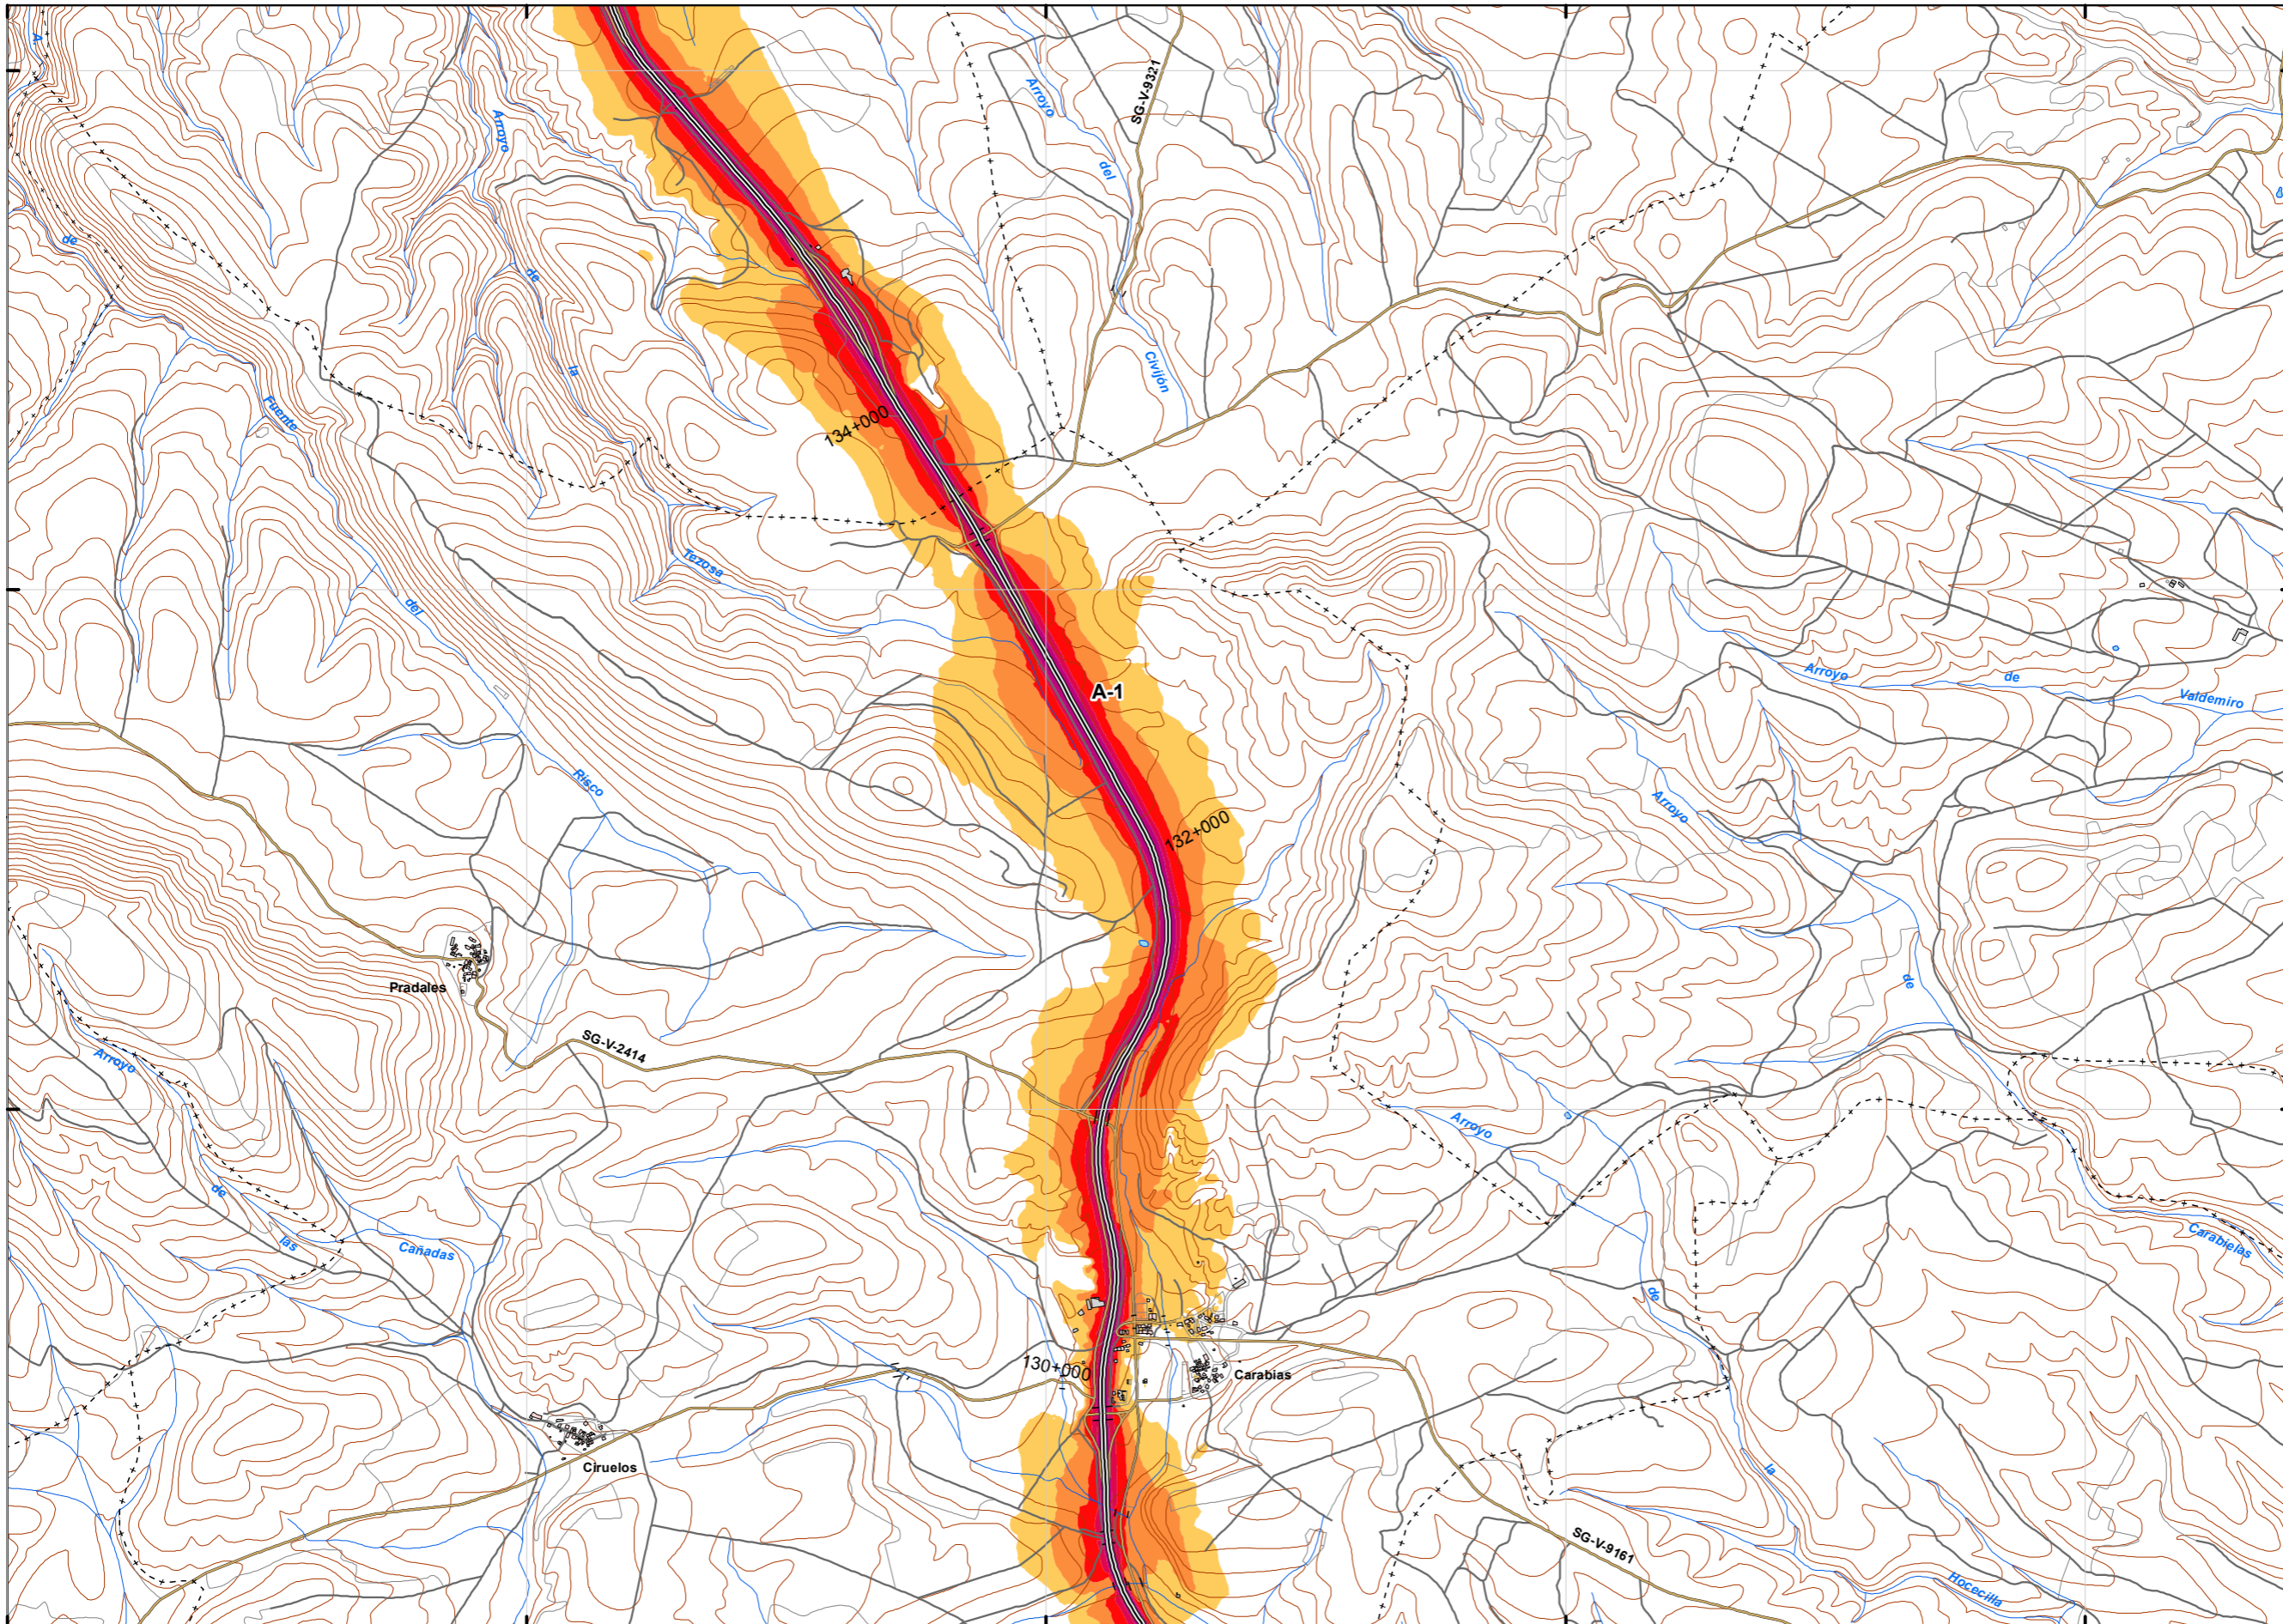 A
Arroyo
de
la
Tezosa
Arroyo
del
Civijón
SG-V-9321
de
Fuente
del
Risco
134+000
A-1
132+000
Arroyo
de
Valdemiro
Arroyo
de
Carabielas
Pradales
SG-V-2414
Arroyo
de
las
Cañadas
Arroyo
de
la
Hocecilla
130+000
Carabias
Ciruelos
SG-V-9161